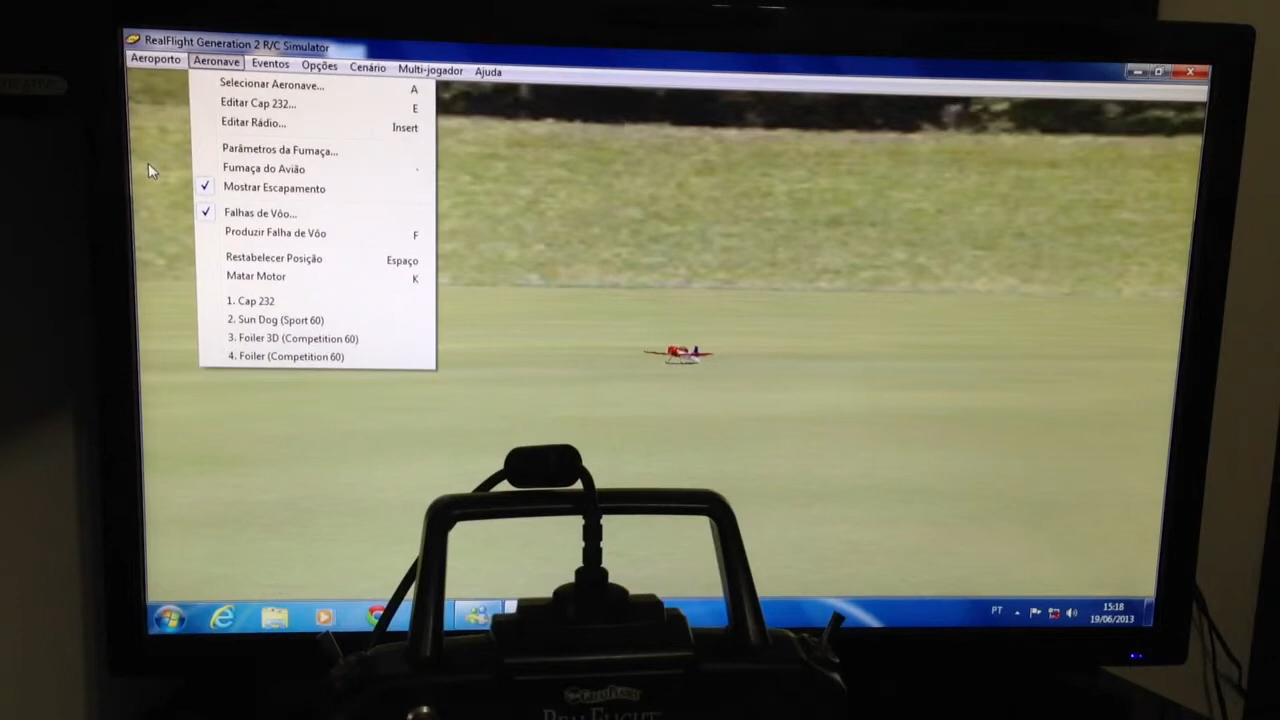 RealFlight Generation 2 R/C Simulator
Aeroporto Aeronave Eventos Opções Cenário Multi-jogador Ajuda
Selecionar Aeronave... A
Editar Cap 232... E
Editar Rádio... Insert
Parâmetros da Fumaça...
Fumaça do Avião
Mostrar Escapamento
Falhas de Vôo...
Produzir Falha de Vôo F
Restabelecer Posição Espaço
Matar Motor K
1. Cap 232
2. Sun Dog (Sport 60)
3. Foiler 3D (Competition 60)
4. Foiler (Competition 60)
PT
15:18
19/06/2013
GREAT PLANES
REALFLIGHT